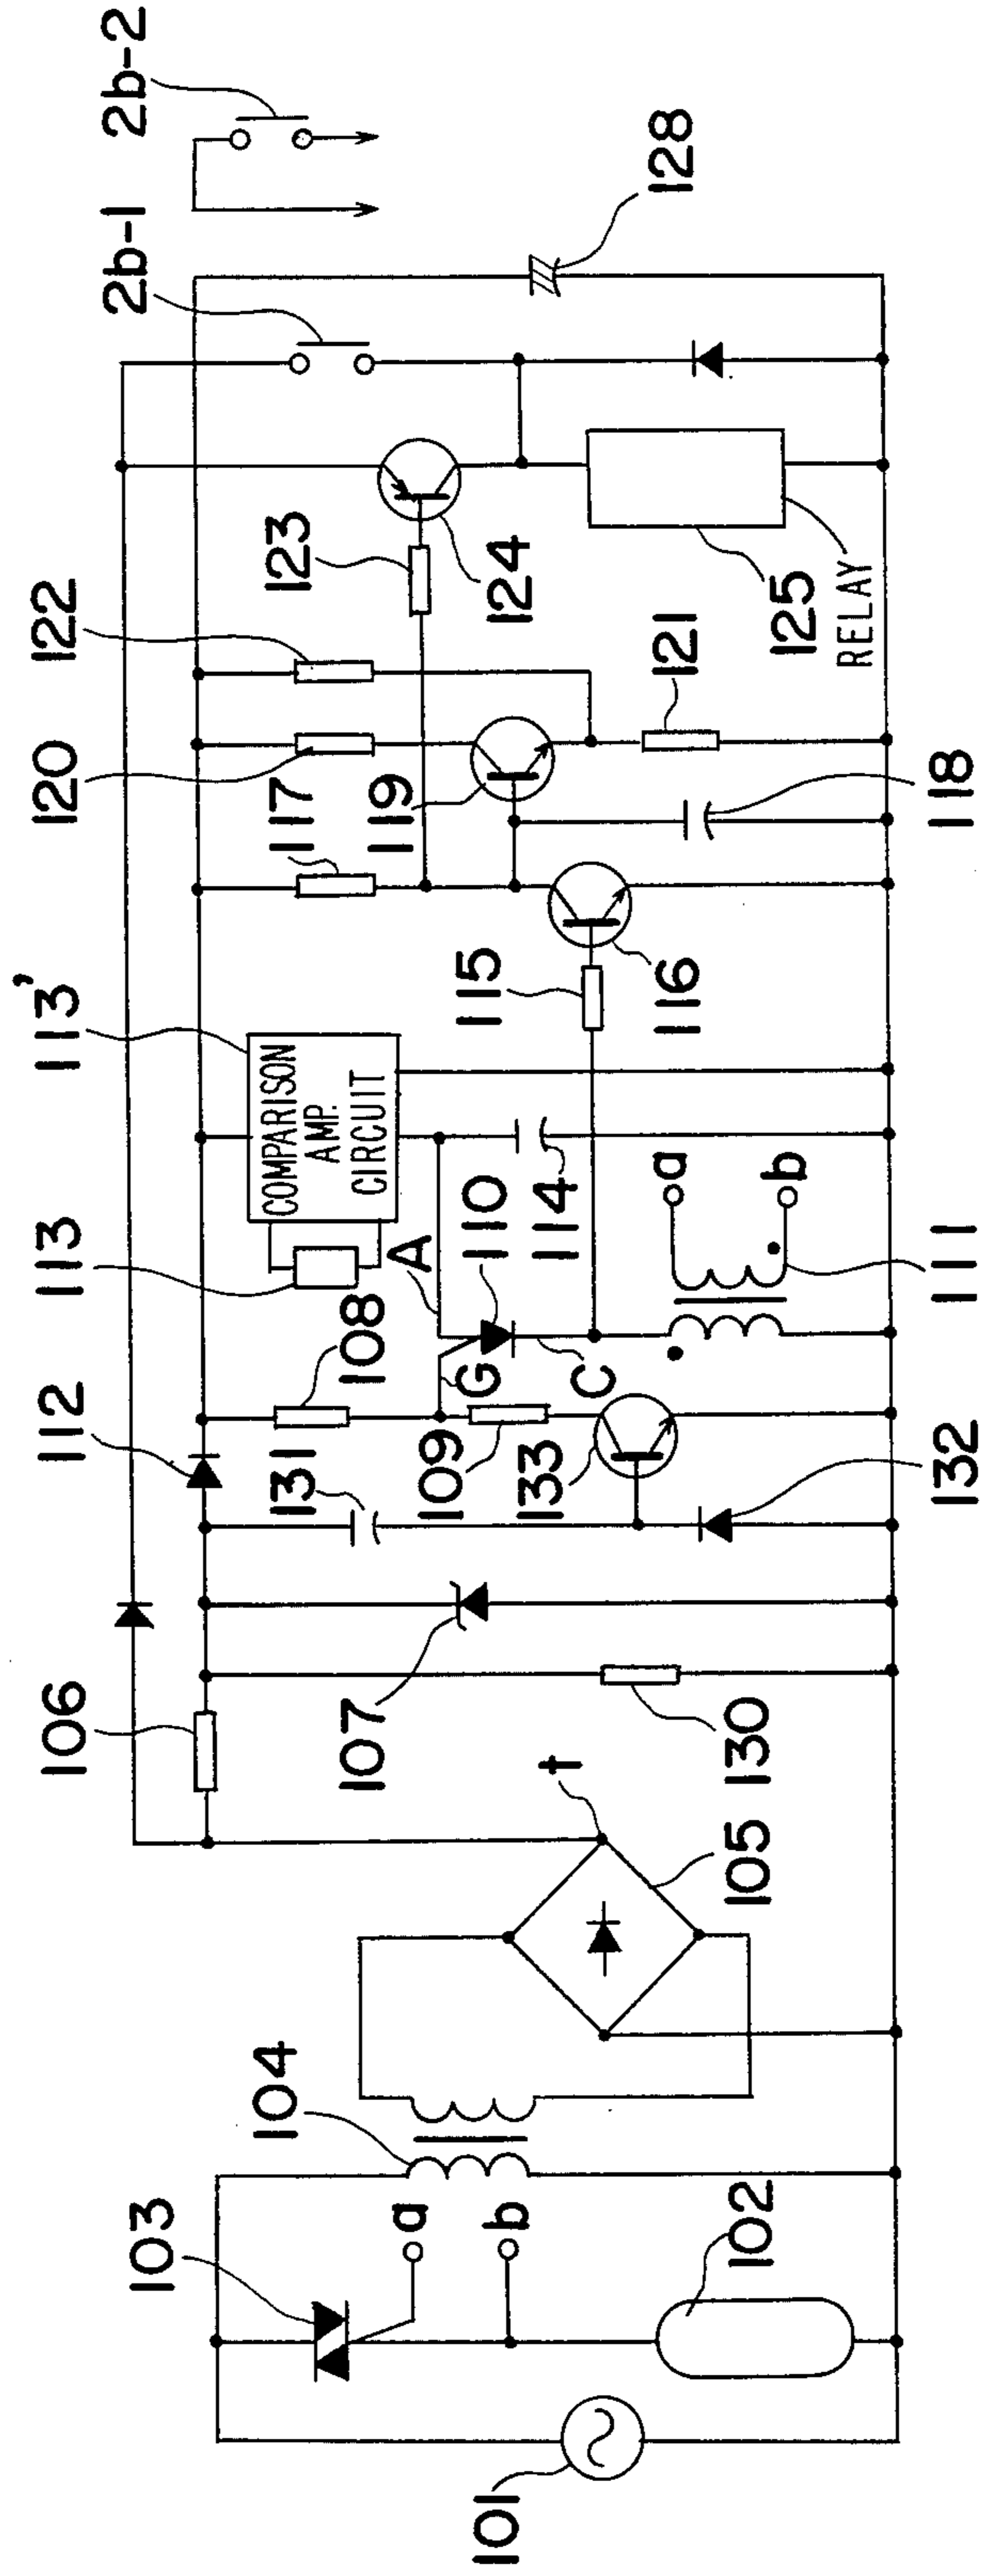 101
102
103
104
a
b
105
t
106
107
130
131
112
132
133
108
109
G
A
C
110
111
a
b
113
113'
COMPARISON
AMP.
CIRCUIT
114
115
116
117
118
119
120
121
122
123
124
125
RELAY
2b-1
2b-2
128